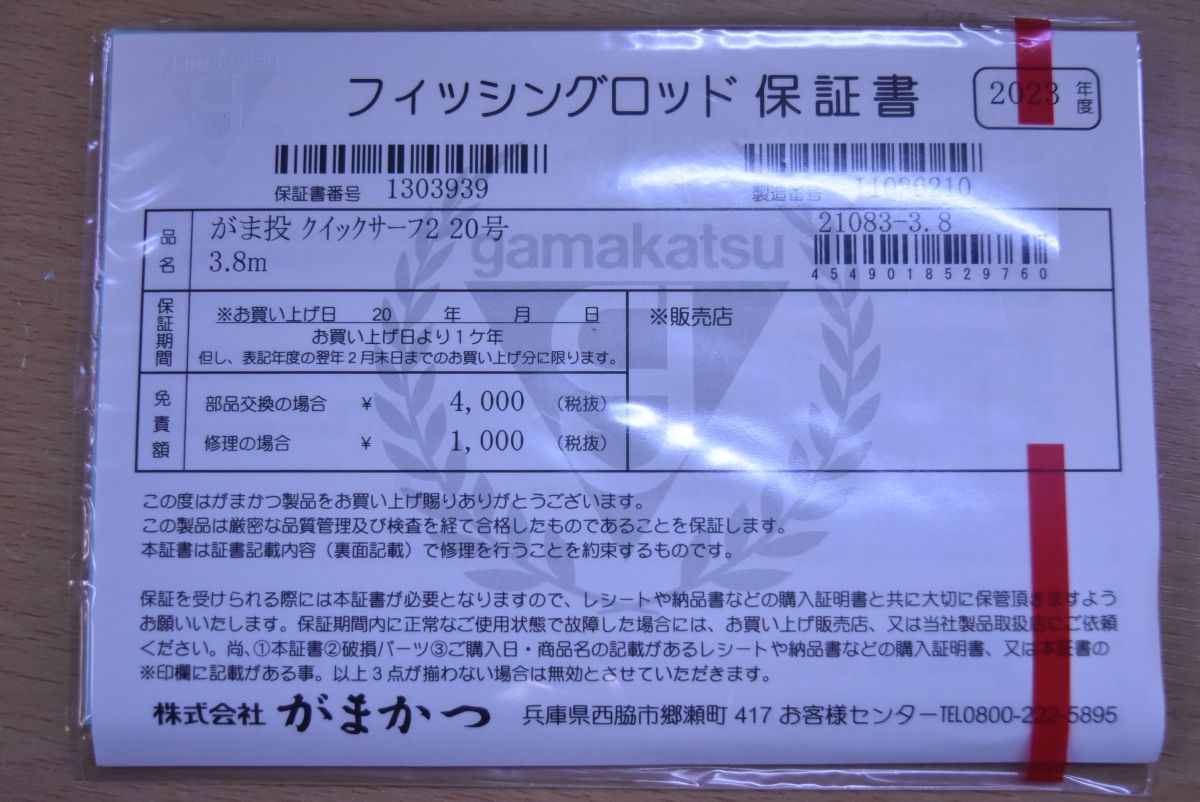 フィッシングロッド 保証書
2023 年度
保証書番号 1303939
製造番号 11036210
品名
がま投 クイックサーフ2 20号
3.8m
21083-3.8
4549018529760
gamakatsu
保証期間
※お買い上げ日 20 年 月 日
お買い上げ日より1ケ年
但し、表記年度の翌年2月末日までのお買い上げ分に限ります。
※販売店
免責額
部品交換の場合 ¥ 4,000 (税抜)
修理の場合 ¥ 1,000 (税抜)
この度はがまかつ製品をお買い上げ賜りありがとうございます。
この製品は厳密な品質管理及び検査を経て合格したものであることを保証します。
本証書は証書記載内容(裏面記載)で修理を行うことを約束するものです。
保証を受けられる際には本証書が必要となりますので、レシートや納品書などの購入証明書と共に大切に保管頂きますよう
お願いいたします。保証期間内に正常なご使用状態で故障した場合には、お買い上げ販売店、又は当社製品取扱店にご依頼
ください。尚、①本証書②破損パーツ③ご購入日・商品名の記載があるレシートや納品書などの購入証明書、又は本証書の
※印欄に記載がある事。以上3点が揃わない場合は無効とさせていただきます。
株式会社 がまかつ 兵庫県西脇市郷瀬町 417 お客様センターTEL0800-222-5895